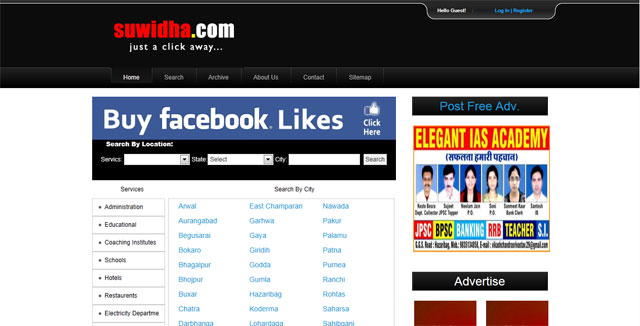 Hello Guest! | Log In | Register
suwidha.com
just a click away...
Home Search Archive About Us Contact Sitemap
Buy facebook Likes
Click
Here
Search By Location:
Servics: State: Select City: Search
Services
Administration
Educational
Coaching Institutes
Schools
Hotels
Restaurents
Electricity Departme
Search By City
Arwal East Champaran Nawada
Aurangabad Garhwa Pakur
Begusarai Gaya Palamu
Bokaro Giridih Patna
Bhagalpur Godda Purnea
Bhojpur Gumla Ranchi
Buxar Hazaribag Rohtas
Chatra Koderma Saharsa
Darbhanga Lohardaga Sahibganj
Post Free Adv.
ELEGANT IAS ACADEMY
(सफलता हमारी पहचान)
JPSC BPSC BANKING RRB TEACHER S.I.
Advertise